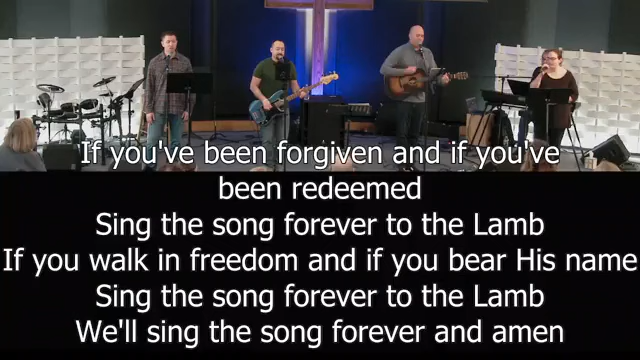 If you've been forgiven and if you've
been redeemed
Sing the song forever to the Lamb
If you walk in freedom and if you bear His name
Sing the song forever to the Lamb
We'll sing the song forever and amen